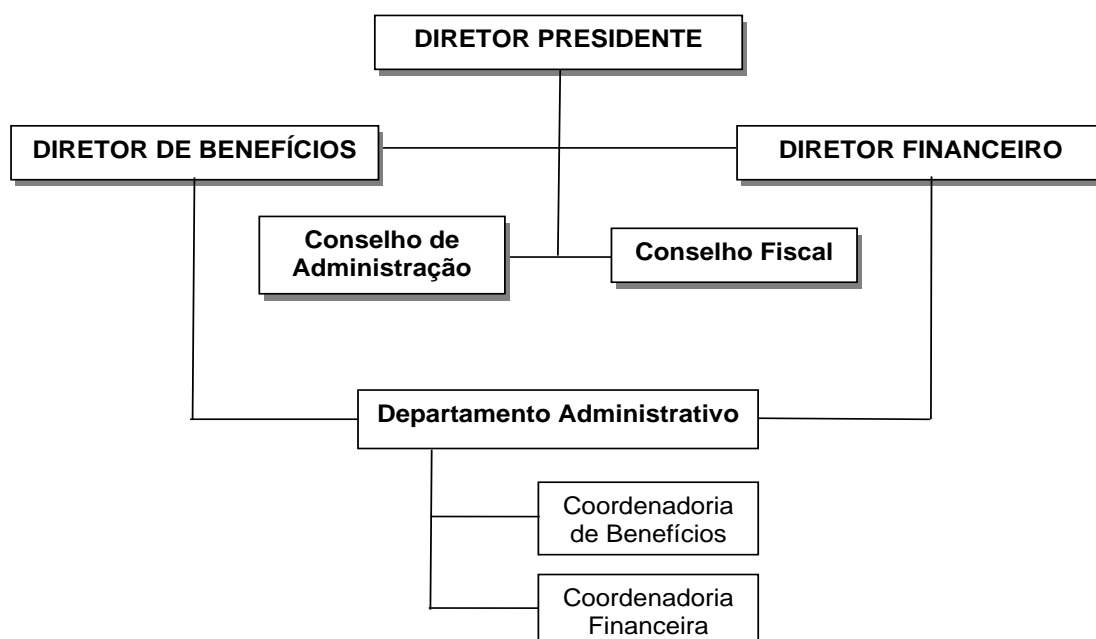 DIRETOR PRESIDENTE
DIRETOR DE BENEFÍCIOS
DIRETOR FINANCEIRO
Conselho de
Administração
Conselho Fiscal
Departamento Administrativo
Coordenadoria
de Benefícios
Coordenadoria
Financeira